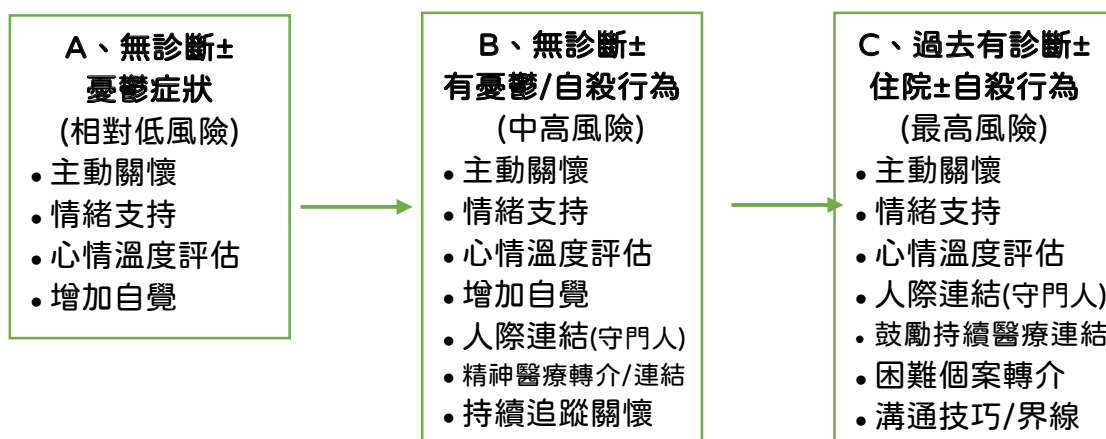 A、無診斷±
憂鬱症狀
(相對低風險)
• 主動關懷
• 情緒支持
• 心情溫度評估
• 增加自覺
B、無診斷±
有憂鬱/自殺行為
(中高風險)
• 主動關懷
• 情緒支持
• 心情溫度評估
• 增加自覺
• 人際連結(守門人)
• 精神醫療轉介/連結
• 持續追蹤關懷
C、過去有診斷±
住院±自殺行為
(最高風險)
• 主動關懷
• 情緒支持
• 心情溫度評估
• 人際連結(守門人)
• 鼓勵持續醫療連結
• 困難個案轉介
• 溝通技巧/界線